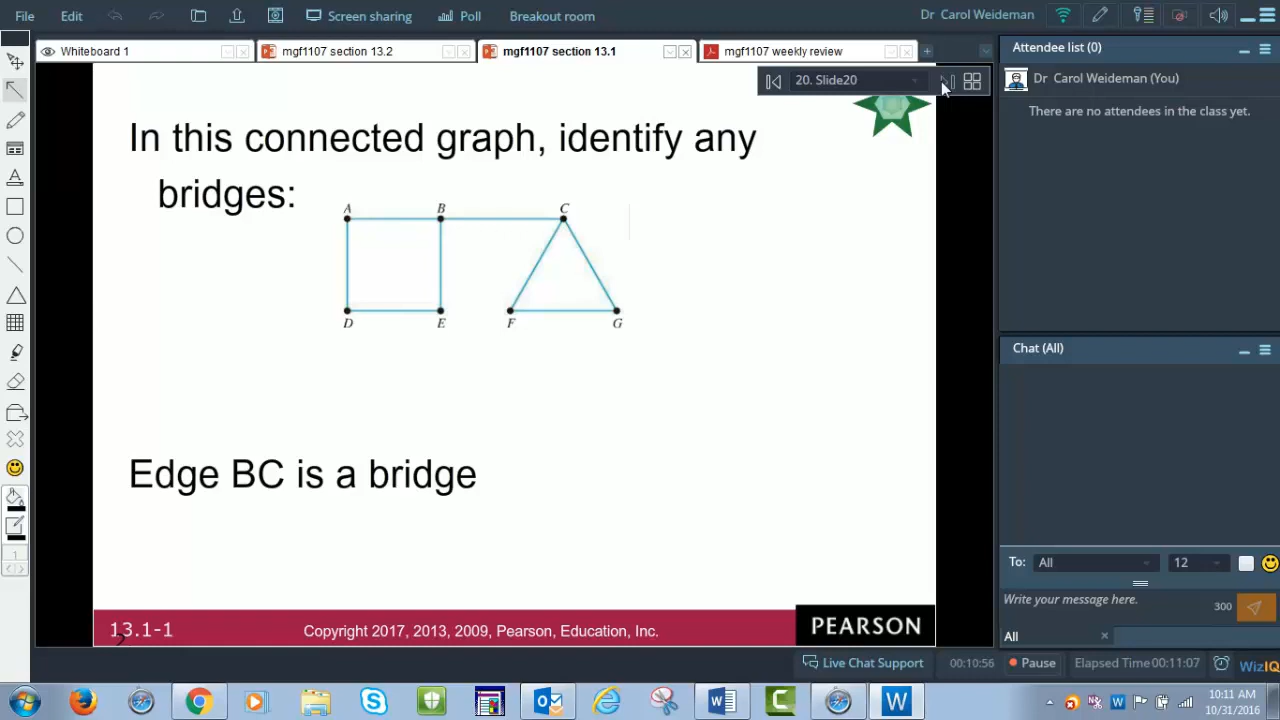 File Edit Screen sharing Poll Breakout room Dr Carol Weideman
Whiteboard 1 mgf1107 section 13.2 mgf1107 section 13.1 mgf1107 weekly review
Attendee list (0)
20. Slide20
Dr Carol Weideman (You)
There are no attendees in the class yet.
In this connected graph, identify any
bridges:
A B C
D E F G
Chat (All)
Edge BC is a bridge
To: All 12
Write your message here. 300
All
13.1-1
2
Copyright 2017, 2013, 2009, Pearson, Education, Inc.
PEARSON
Live Chat Support 00:10:56 Pause Elapsed Time 00:11:07 WizIQ
1
10:11 AM
10/31/2016